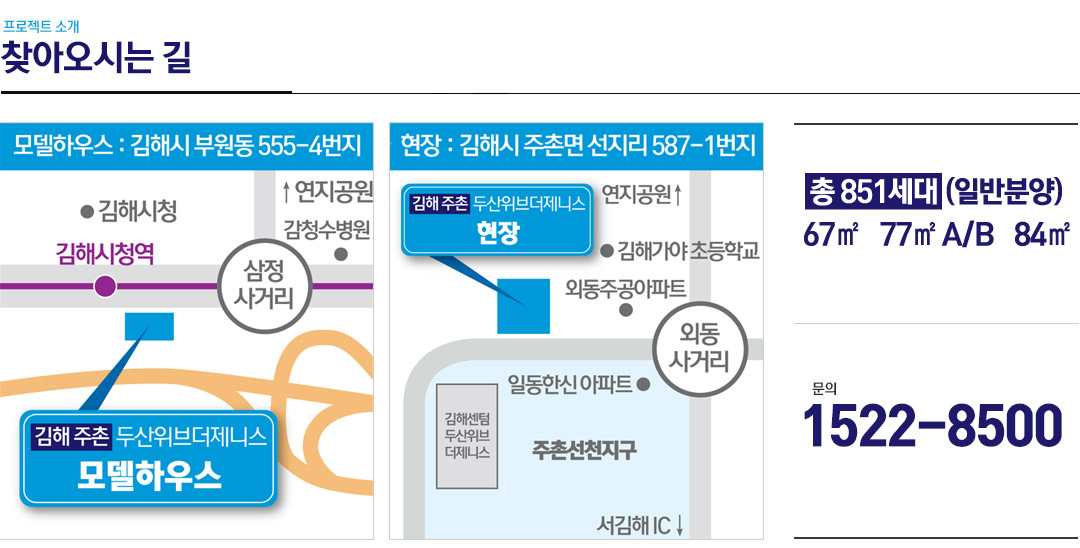 프로젝트 소개
찾아오시는 길
모델하우스 : 김해시 부원동 555-4번지
↑ 연지공원
김해시청
감청수병원
김해시청역
삼정
사거리
김해 주촌 두산위브더제니스
모델하우스
현장 : 김해시 주촌면 선지리 587-1번지
김해 주촌 두산위브더제니스
현장
연지공원 ↑
김해가야 초등학교
외동주공아파트
외동
사거리
일동한신 아파트
김해센텀
두산위브
더제니스
주촌선천지구
서김해 IC ↓
총 851세대 (일반분양)
67㎡ 77㎡ A/B 84㎡
문의
1522-8500